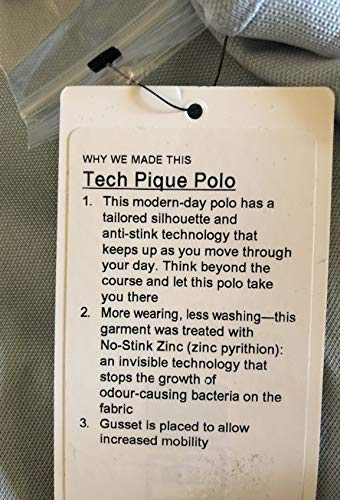 WHY WE MADE THIS
Tech Pique Polo
1. This modern-day polo has a
tailored silhouette and
anti-stink technology that
keeps up as you move through
your day. Think beyond the
course and let this polo take
you there
2. More wearing, less washing—this
garment was treated with
No-Stink Zinc (zinc pyrithion):
an invisible technology that
stops the growth of
odour-causing bacteria on the
fabric
3. Gusset is placed to allow
increased mobility